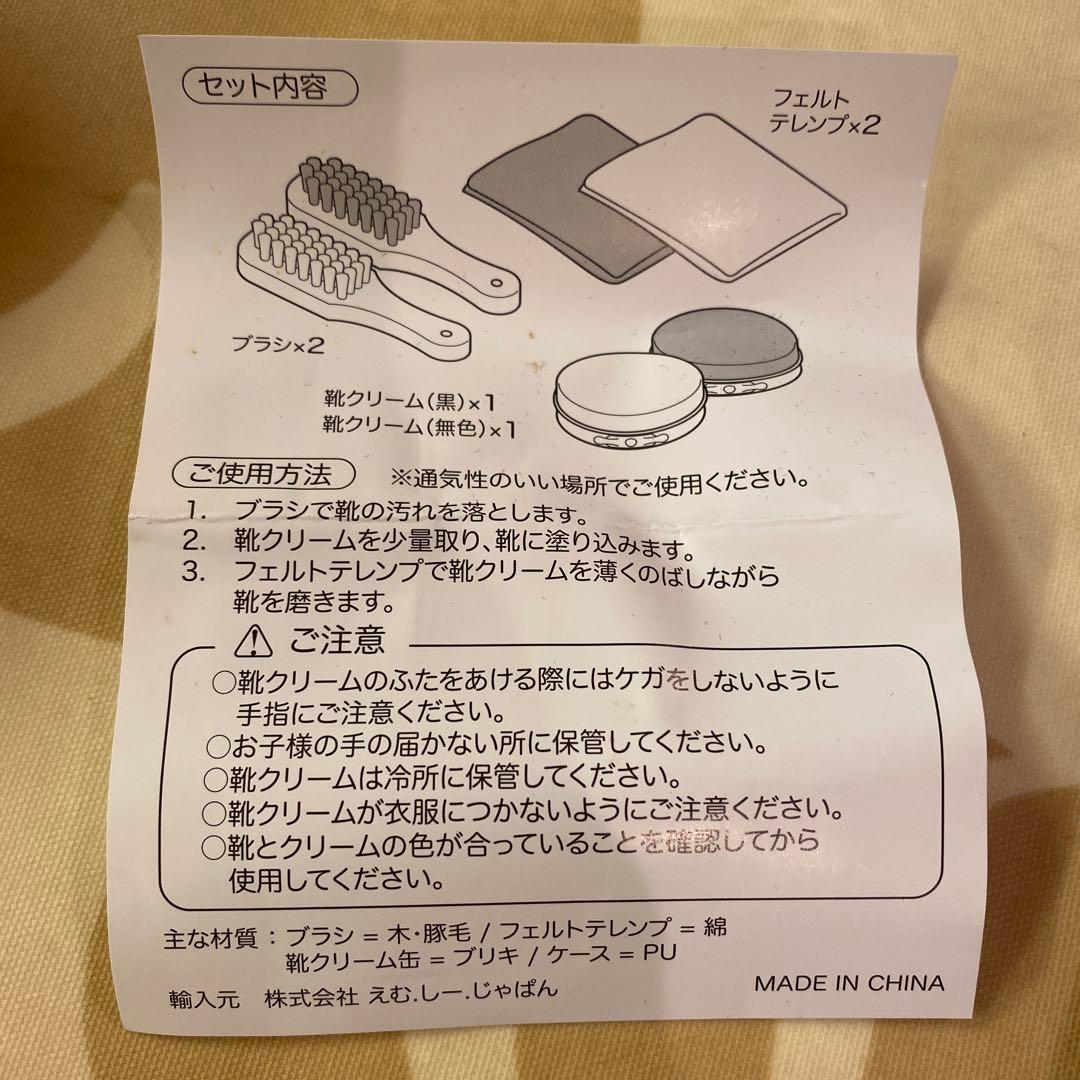 セット内容
フェルト
テレンプ×2
ブラシ×2
靴クリーム(黒)×1
靴クリーム(無色)×1
ご使用方法 ※通気性のいい場所でご使用ください。
1. ブラシで靴の汚れを落とします。
2. 靴クリームを少量取り、靴に塗り込みます。
3. フェルトテレンプで靴クリームを薄くのばしながら
靴を磨きます。
ご注意
○靴クリームのふたをあける際にはケガをしないように
手指にご注意ください。
○お子様の手の届かない所に保管してください。
○靴クリームは冷所に保管してください。
○靴クリームが衣服につかないようにご注意ください。
○靴とクリームの色が合っていることを確認してから
使用してください。
主な材質：ブラシ = 木・豚毛 / フェルトテレンプ = 綿
靴クリーム缶 = ブリキ / ケース = PU
輸入元 株式会社 えむ.しー.じゃぱん
MADE IN CHINA